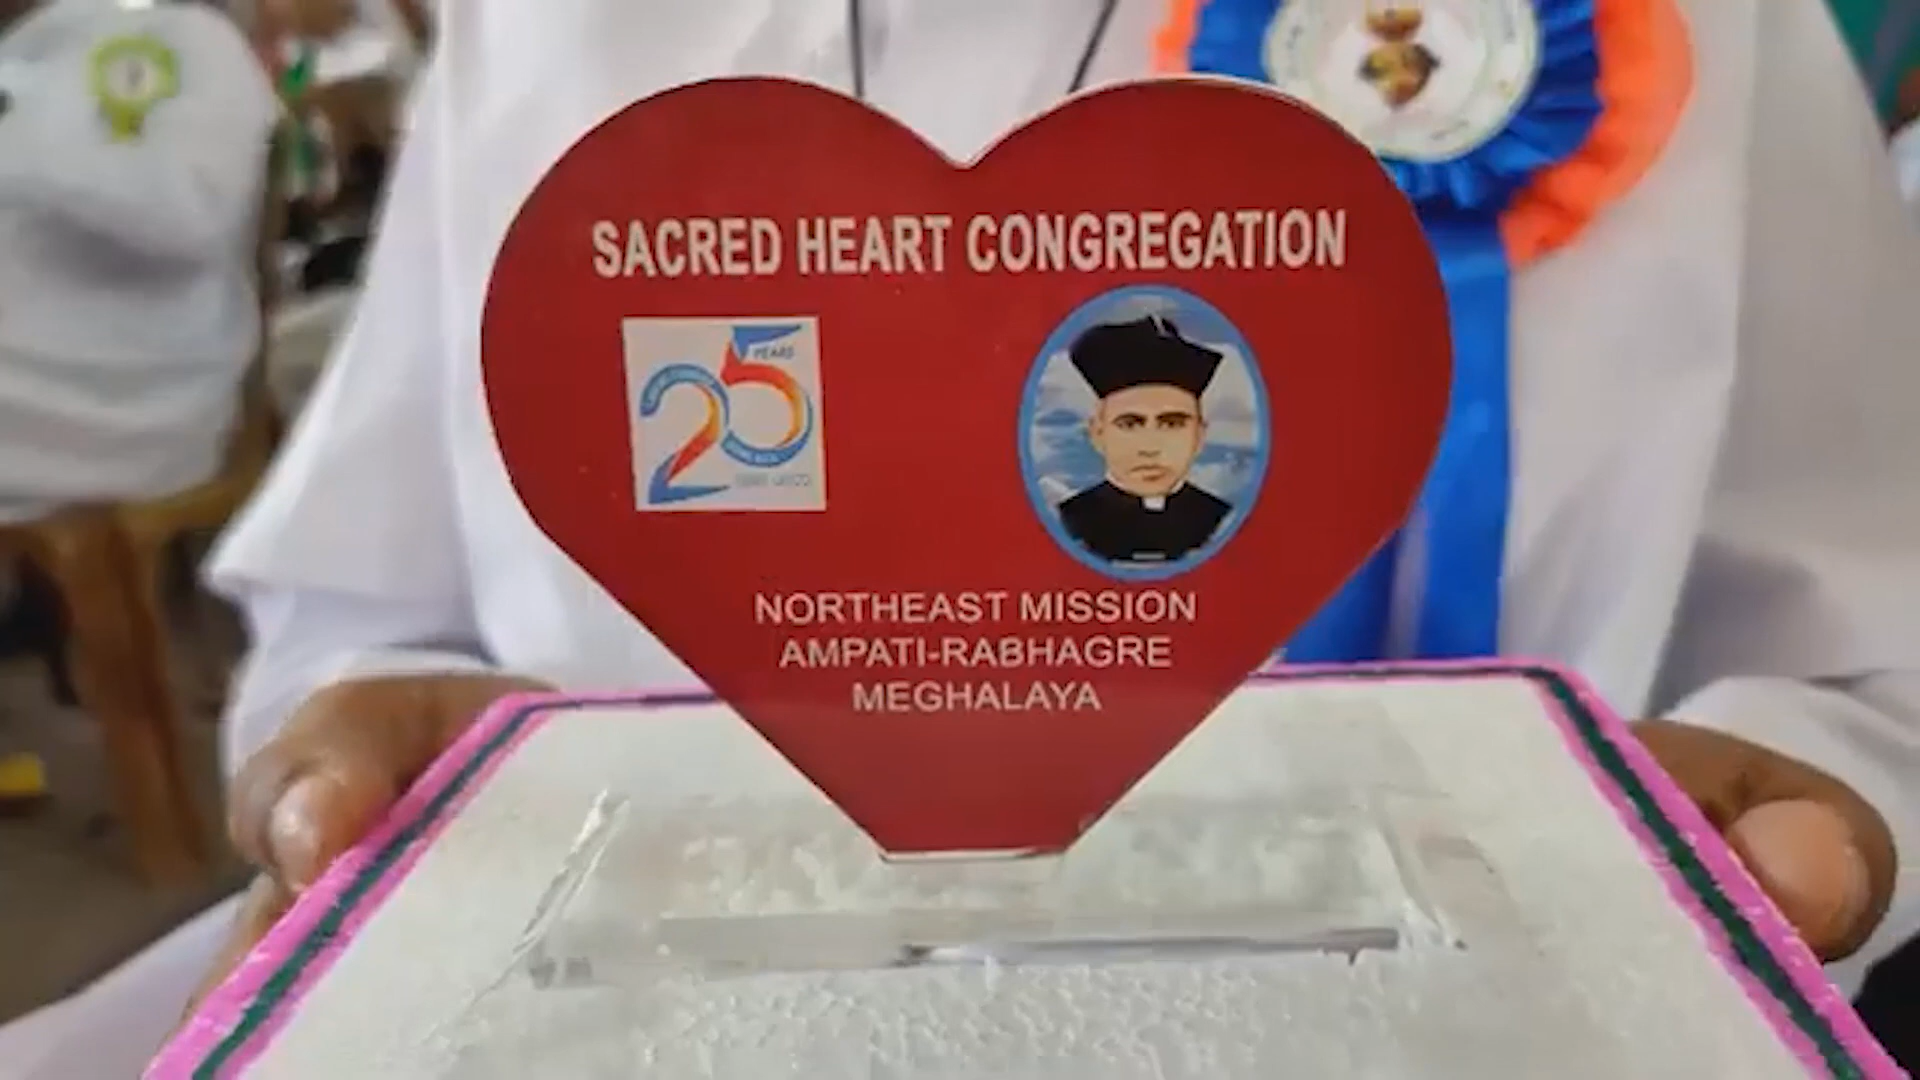 SACRED HEART CONGREGATION
25
YEARS
NORTHEAST MISSION
AMPATI-RABHAGRE
MEGHALAYA